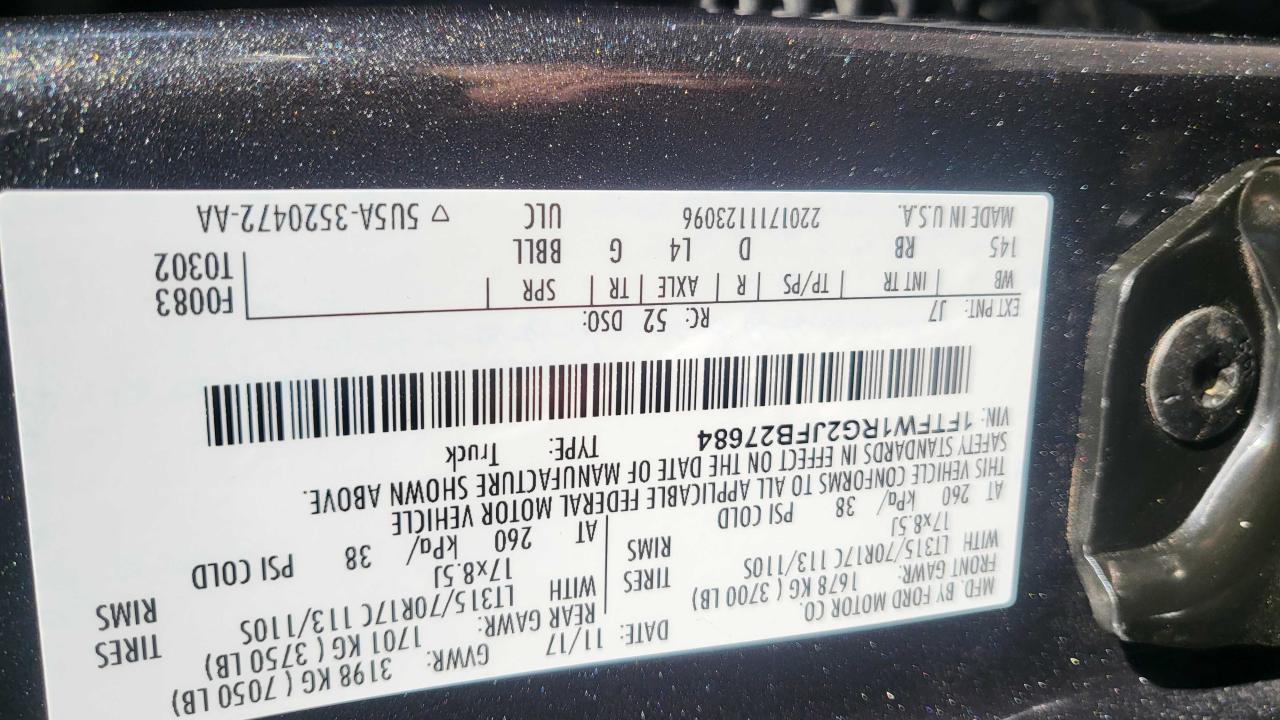 MFD. BY FORD MOTOR CO.
DATE: 11/17 GVWR: 3198 KG ( 7050 LB)
FRONT GAWR: 1678 KG ( 3700 LB) REAR GAWR: 1701 KG ( 3750 LB)
WITH LT315/70R17C 113/110S TIRES WITH LT315/70R17C 113/110S TIRES
17x8.5J RIMS 17x8.5J RIMS
AT 260 kPa/ 38 PSI COLD AT 260 kPa/ 38 PSI COLD
THIS VEHICLE CONFORMS TO ALL APPLICABLE FEDERAL MOTOR VEHICLE
SAFETY STANDARDS IN EFFECT ON THE DATE OF MANUFACTURE SHOWN ABOVE.
VIN: 1FTFW1RG2JFB27684 TYPE: Truck
EXT PNT: J7 RC: 52 DSO: F0083
WB INT TR TP/PS R AXLE TR SPR T0302
145 RB D L4 G BBLL
MADE IN U.S.A. 2201711123096 ULC ▽ 5U5A-3520472-AA